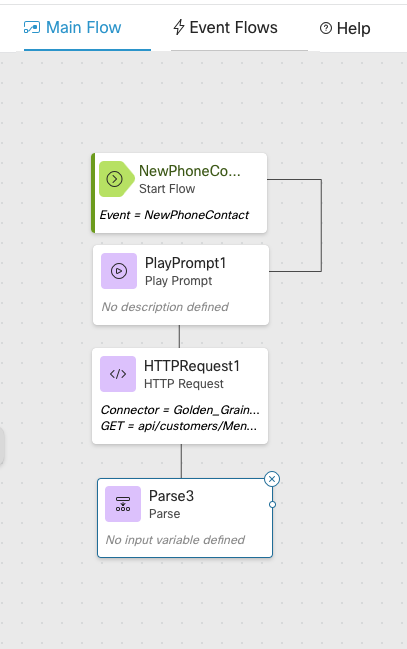 Main Flow
Event Flows
Help
NewPhoneCo...
Start Flow
Event = NewPhoneContact
PlayPrompt1
Play Prompt
No description defined
</>
HTTPRequest1
HTTP Request
Connector = Golden_Grain...
GET = api/customers/Men...
Parse3
Parse
No input variable defined